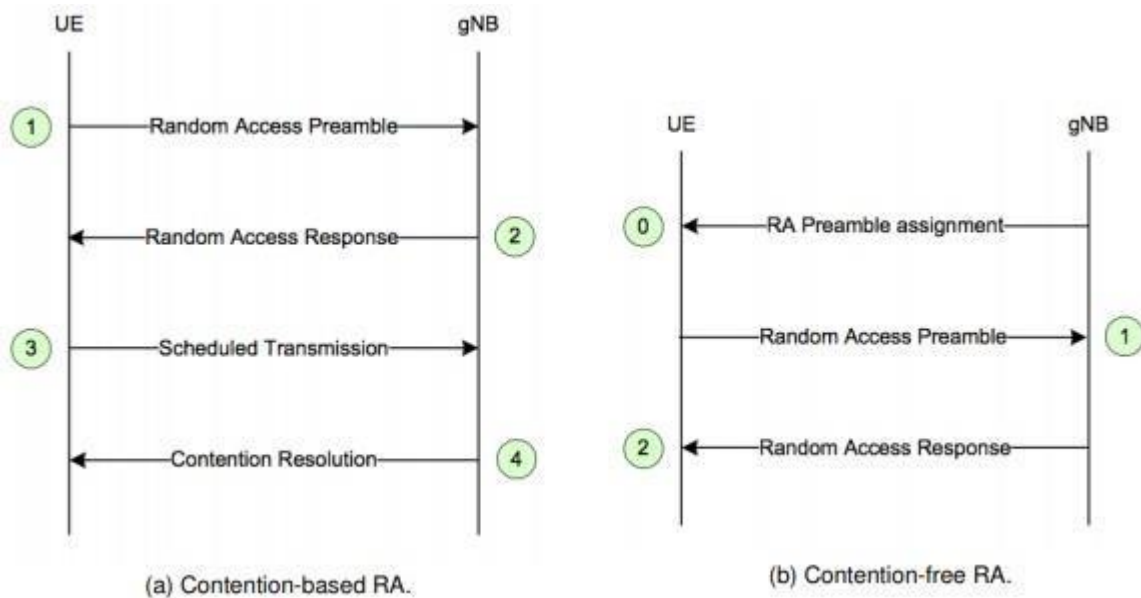 UE gNB
1 Random Access Preamble
Random Access Response 2
3 Scheduled Transmission
Contention Resolution 4
(a) Contention-based RA.
UE gNB
0 RA Preamble assignment
Random Access Preamble 1
2 Random Access Response
(b) Contention-free RA.